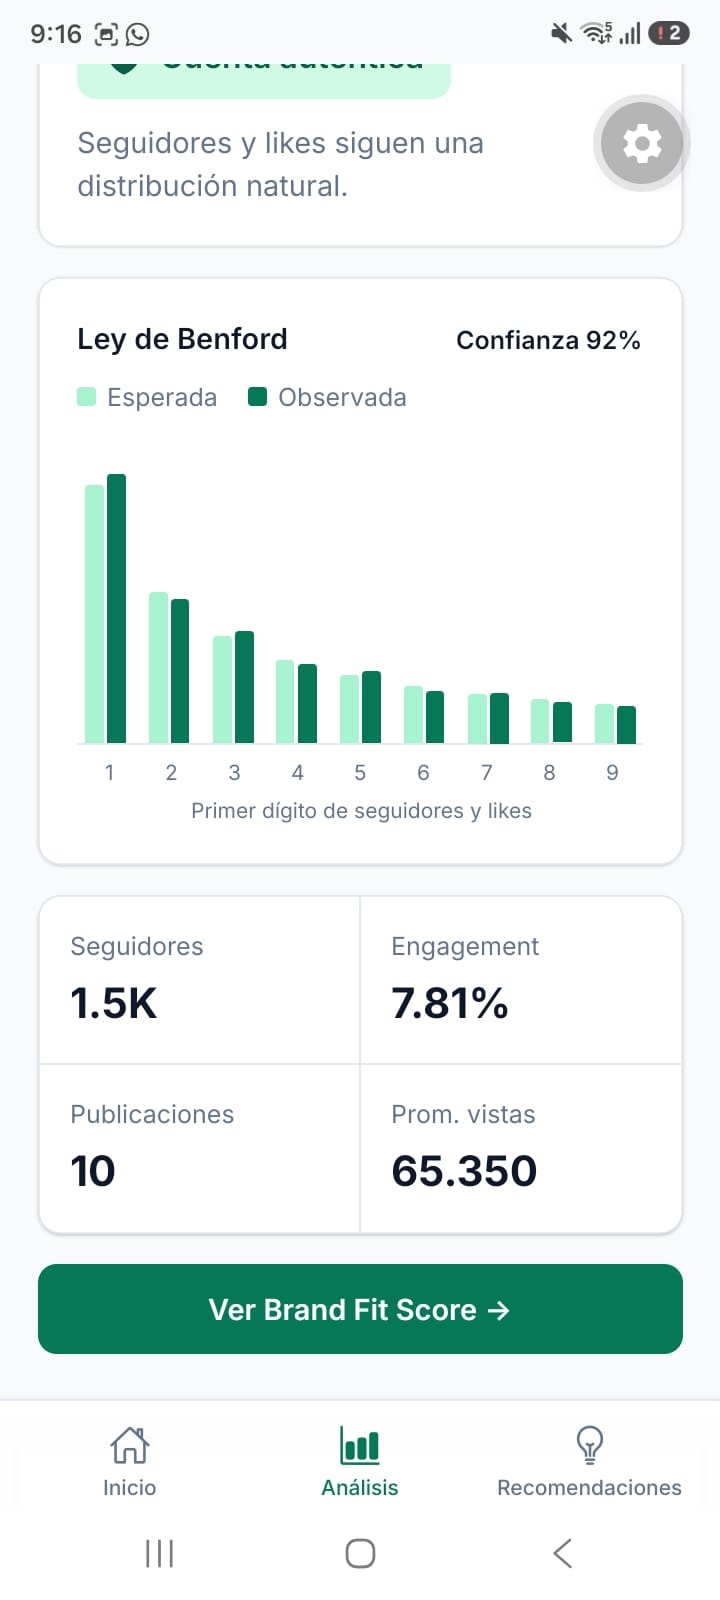 9:16
2
Cuenta auténtica
Seguidores y likes siguen una
distribución natural.
Ley de Benford
Confianza 92%
Esperada
Observada
1 2 3 4 5 6 7 8 9
Primer dígito de seguidores y likes
Seguidores
1.5K
Engagement
7.81%
Publicaciones
10
Prom. vistas
65.350
Ver Brand Fit Score →
Inicio
Análisis
Recomendaciones